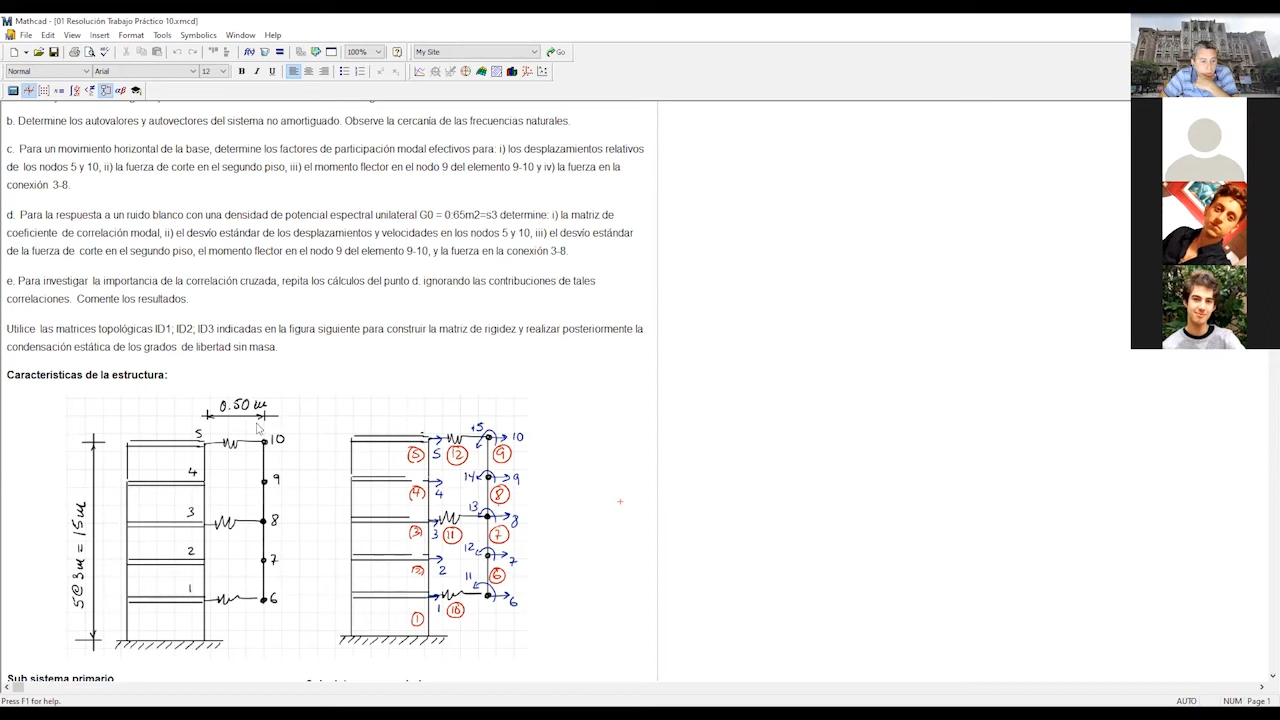 Mathcad - [01 Resolución Trabajo Práctico 10.xmcd]
File Edit View Insert Format Tools Symbolics Window Help
100% My Site Go
Normal Arial 12 B I U
b. Determine los autovalores y autovectores del sistema no amortiguado. Observe la cercanía de las frecuencias naturales.
c. Para un movimiento horizontal de la base, determine los factores de participación modal efectivos para: i) los desplazamientos relativos
de los nodos 5 y 10, ii) la fuerza de corte en el segundo piso, iii) el momento flector en el nodo 9 del elemento 9-10 y iv) la fuerza en la
conexión 3-8.
d. Para la respuesta a un ruido blanco con una densidad de potencial espectral unilateral G0 = 0:65m2=s3 determine: i) la matriz de
coeficiente de correlación modal, ii) el desvío estándar de los desplazamientos y velocidades en los nodos 5 y 10, iii) el desvío estándar
de la fuerza de corte en el segundo piso, el momento flector en el nodo 9 del elemento 9-10, y la fuerza en la conexión 3-8.
e. Para investigar la importancia de la correlación cruzada, repita los cálculos del punto d. ignorando las contribuciones de tales
correlaciones. Comente los resultados.
Utilice las matrices topológicas ID1; ID2; ID3 indicadas en la figura siguiente para construir la matriz de rigidez y realizar posteriormente la
condensación estática de los grados de libertad sin masa.
Características de la estructura:
0.50 m
5 10
4 9
3 8
2 7
1 6
5@3m = 15m
15 10
5 5 12 9
14 9
4 4 8
13 8
3 3 11 7
12 7
2 2 6
11 6
1 1 10
Sub sistema primario
Press F1 for help.
AUTO NUM Page 1